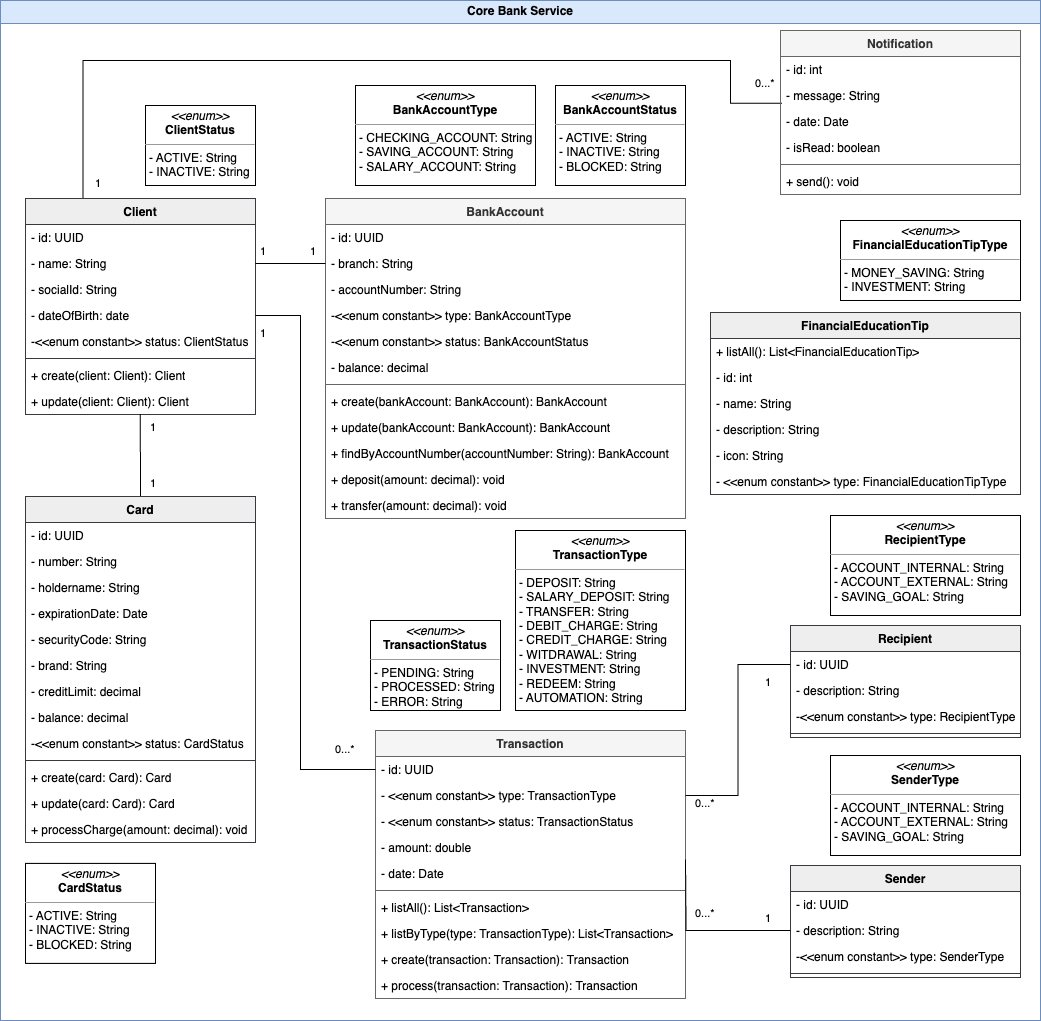 Core Bank Service
Notification
- id: int
- message: String
- date: Date
- isRead: boolean
+ send(): void
0...*
<<enum>>
ClientStatus
- ACTIVE: String
- INACTIVE: String
<<enum>>
BankAccountType
- CHECKING_ACCOUNT: String
- SAVING_ACCOUNT: String
- SALARY_ACCOUNT: String
<<enum>>
BankAccountStatus
- ACTIVE: String
- INACTIVE: String
- BLOCKED: String
1
Client
- id: UUID
- name: String
- socialId: String
- dateOfBirth: date
-<<enum constant>> status: ClientStatus
+ create(client: Client): Client
+ update(client: Client): Client
1
1
1
BankAccount
- id: UUID
- branch: String
- accountNumber: String
-<<enum constant>> type: BankAccountType
-<<enum constant>> status: BankAccountStatus
- balance: decimal
+ create(bankAccount: BankAccount): BankAccount
+ update(bankAccount: BankAccount): BankAccount
+ findByAccountNumber(accountNumber: String): BankAccount
+ deposit(amount: decimal): void
+ transfer(amount: decimal): void
<<enum>>
FinancialEducationTipType
- MONEY_SAVING: String
- INVESTMENT: String
FinancialEducationTip
+ listAll(): List<FinancialEducationTip>
- id: int
- name: String
- description: String
- icon: String
- <<enum constant>> type: FinancialEducationTipType
1
1
Card
- id: UUID
- number: String
- holdername: String
- expirationDate: Date
- securityCode: String
- brand: String
- creditLimit: decimal
- balance: decimal
-<<enum constant>> status: CardStatus
+ create(card: Card): Card
+ update(card: Card): Card
+ processCharge(amount: decimal): void
<<enum>>
CardStatus
- ACTIVE: String
- INACTIVE: String
- BLOCKED: String
<<enum>>
TransactionStatus
- PENDING: String
- PROCESSED: String
- ERROR: String
<<enum>>
TransactionType
- DEPOSIT: String
- SALARY_DEPOSIT: String
- TRANSFER: String
- DEBIT_CHARGE: String
- CREDIT_CHARGE: String
- WITDRAWAL: String
- INVESTMENT: String
- REDEEM: String
- AUTOMATION: String
<<enum>>
RecipientType
- ACCOUNT_INTERNAL: String
- ACCOUNT_EXTERNAL: String
- SAVING_GOAL: String
Recipient
- id: UUID
- description: String
-<<enum constant>> type: RecipientType
1
0...*
Transaction
- id: UUID
- <<enum constant>> type: TransactionType
- <<enum constant>> status: TransactionStatus
- amount: double
- date: Date
+ listAll(): List<Transaction>
+ listByType(type: TransactionType): List<Transaction>
+ create(transaction: Transaction): Transaction
+ process(transaction: Transaction): Transaction
0...*
0...*
1
<<enum>>
SenderType
- ACCOUNT_INTERNAL: String
- ACCOUNT_EXTERNAL: String
- SAVING_GOAL: String
Sender
- id: UUID
- description: String
-<<enum constant>> type: SenderType